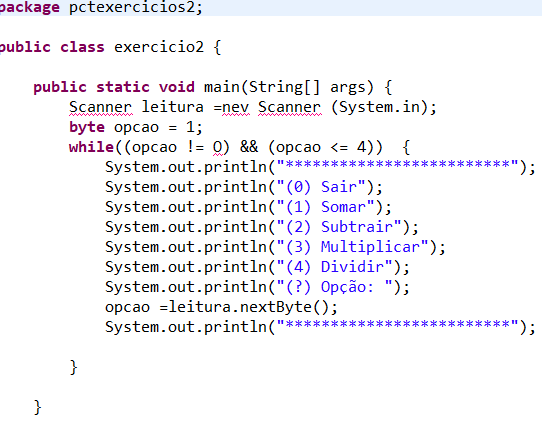 package pctexercicios2;
public class exercicio2 {
public static void main(String[] args) {
Scanner leitura =nev Scanner (System.in);
byte opcao = 1;
while((opcao != O) && (opcao <= 4))  {
System.out.println("*************************");
System.out.println("(0) Sair");
System.out.println("(1) Somar");
System.out.println("(2) Subtrair");
System.out.println("(3) Multiplicar");
System.out.println("(4) Dividir");
System.out.println("(?) Opção: ");
opcao =leitura.nextByte();
System.out.println("*************************");
}
}